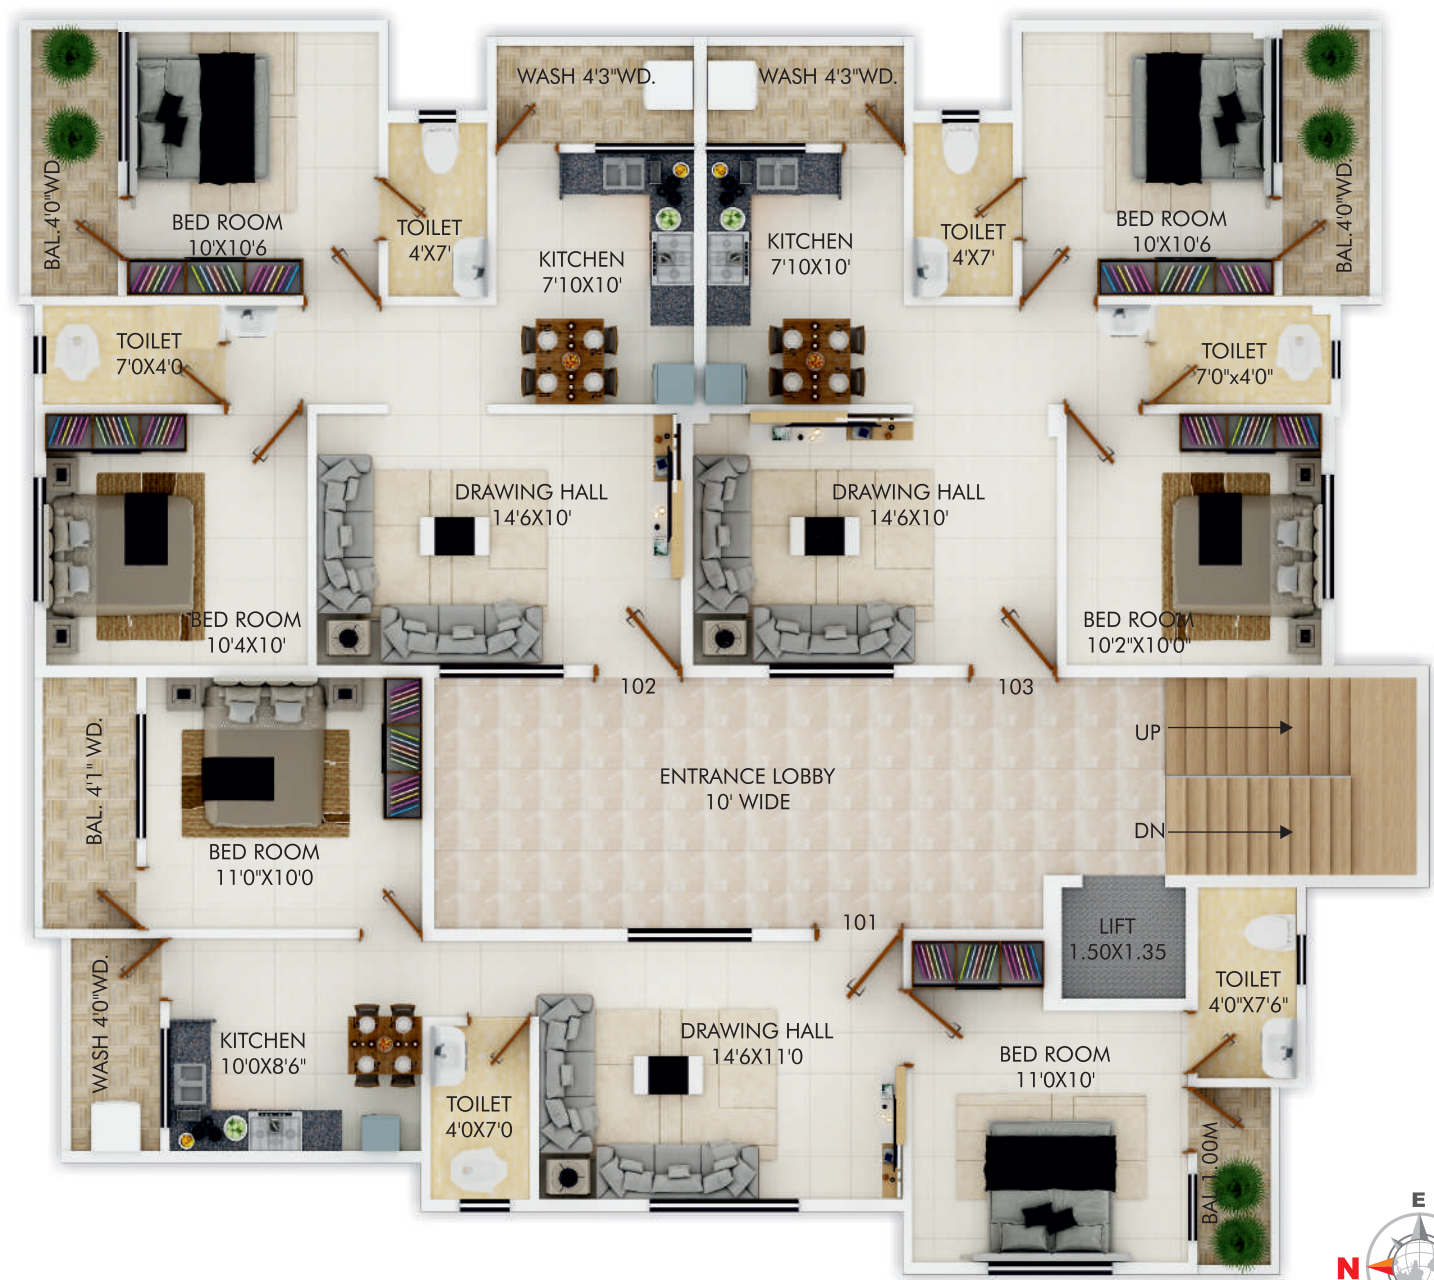 WASH 4'3"WD.
WASH 4'3"WD.
BAL.4'0"WD.
BED ROOM
10'X10'6
TOILET
4'X7'
KITCHEN
7'10X10'
KITCHEN
7'10X10'
TOILET
4'X7'
BED ROOM
10'X10'6
BAL.4'0"WD.
TOILET
7'0X4'0
TOILET
7'0"x4'0"
DRAWING HALL
14'6X10'
DRAWING HALL
14'6X10'
BED ROOM
10'4X10'
BED ROOM
10'2"X10'0"
102
103
BAL. 4'1" WD.
BED ROOM
11'0"X10'0
ENTRANCE LOBBY
10' WIDE
UP
DN
101
LIFT
1.50X1.35
WASH 4'0"WD.
KITCHEN
10'0X8'6"
TOILET
4'0X7'0
DRAWING HALL
14'6X11'0
BED ROOM
11'0X10'
TOILET
4'0"X7'6"
BAL.1.00M
E
N